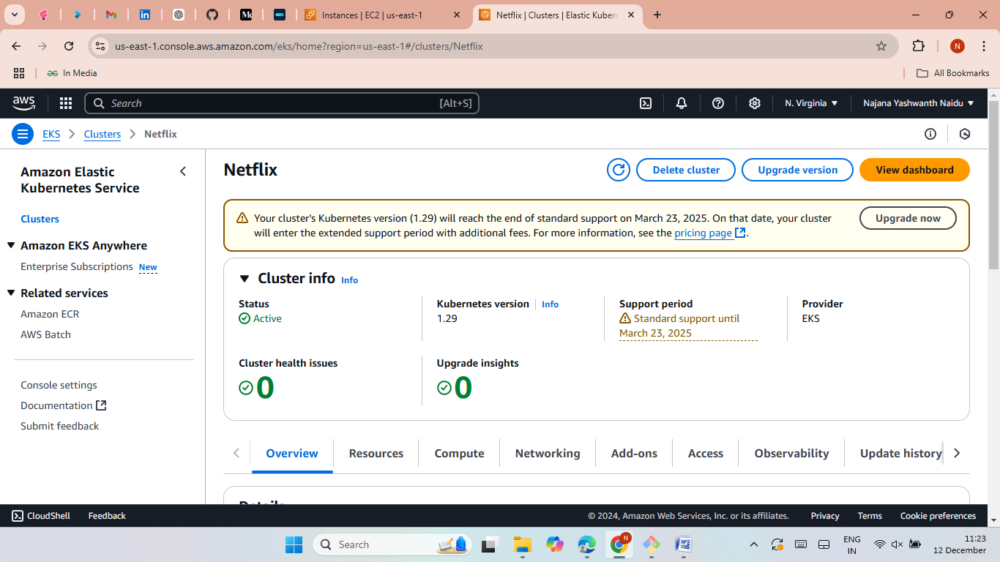 Instances | EC2 | us-east-1
Netflix | Clusters | Elastic Kubern
us-east-1.console.aws.amazon.com/eks/home?region=us-east-1#/clusters/Netflix
N
In Media
All Bookmarks
aws
Search
[Alt+S]
N. Virginia
Najana Yashwanth Naidu
EKS
Clusters
Netflix
Amazon Elastic
Kubernetes Service
Clusters
Amazon EKS Anywhere
Enterprise Subscriptions New
Related services
Amazon ECR
AWS Batch
Console settings
Documentation
Submit feedback
Netflix
Delete cluster
Upgrade version
View dashboard
Your cluster's Kubernetes version (1.29) will reach the end of standard support on March 23, 2025. On that date, your cluster
will enter the extended support period with additional fees. For more information, see the pricing page.
Upgrade now
Cluster info Info
Status
Active
Kubernetes version Info
1.29
Support period
Standard support until
March 23, 2025
Provider
EKS
Cluster health issues
0
Upgrade insights
0
Overview
Resources
Compute
Networking
Add-ons
Access
Observability
Update history
Details
CloudShell
Feedback
© 2024, Amazon Web Services, Inc. or its affiliates.
Privacy
Terms
Cookie preferences
Search
N
ENG
IN
11:23
12 December